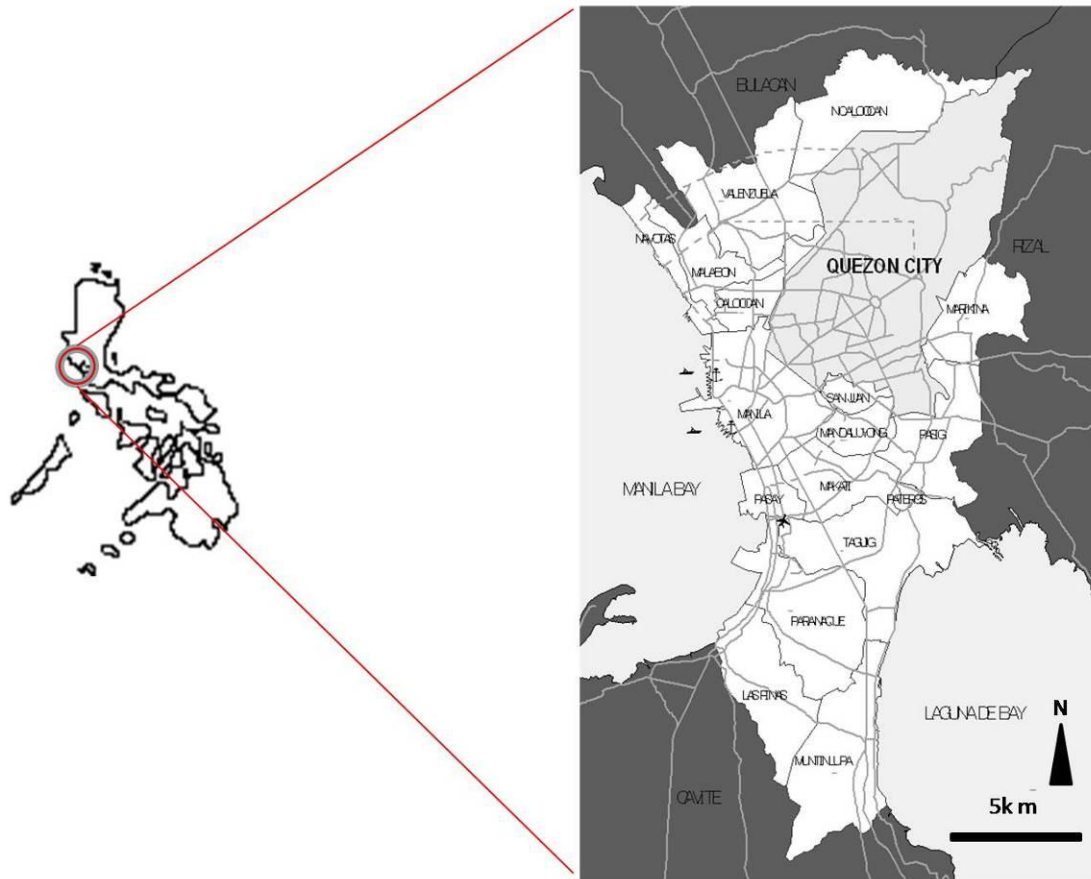 BULACAN
NCALOOCAN
VALENZUELA
NAVOTAS
MALABON
QUEZON CITY
RIZAL
CALOOCAN
MARIKINA
SAN JUAN
MANILA
MANDALUYONG
PASIG
MANILA BAY
PASAY
MAKATI
PATEROS
TAGUIG
PARANAQUE
LAS PINAS
LAGUNA DE BAY
N
MUNTINLUPA
CAVITE
5k m